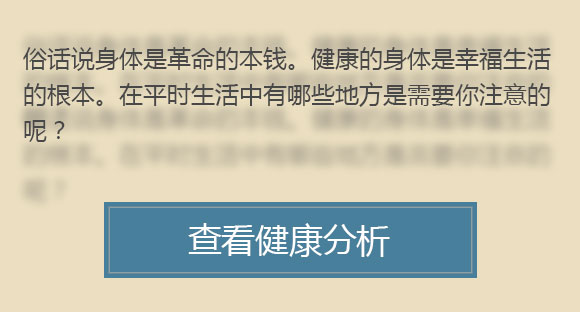 俗话说身体是革命的本钱。健康的身体是幸福生活
的根本。在平时生活中有哪些地方是需要你注意的
呢？
查看健康分析